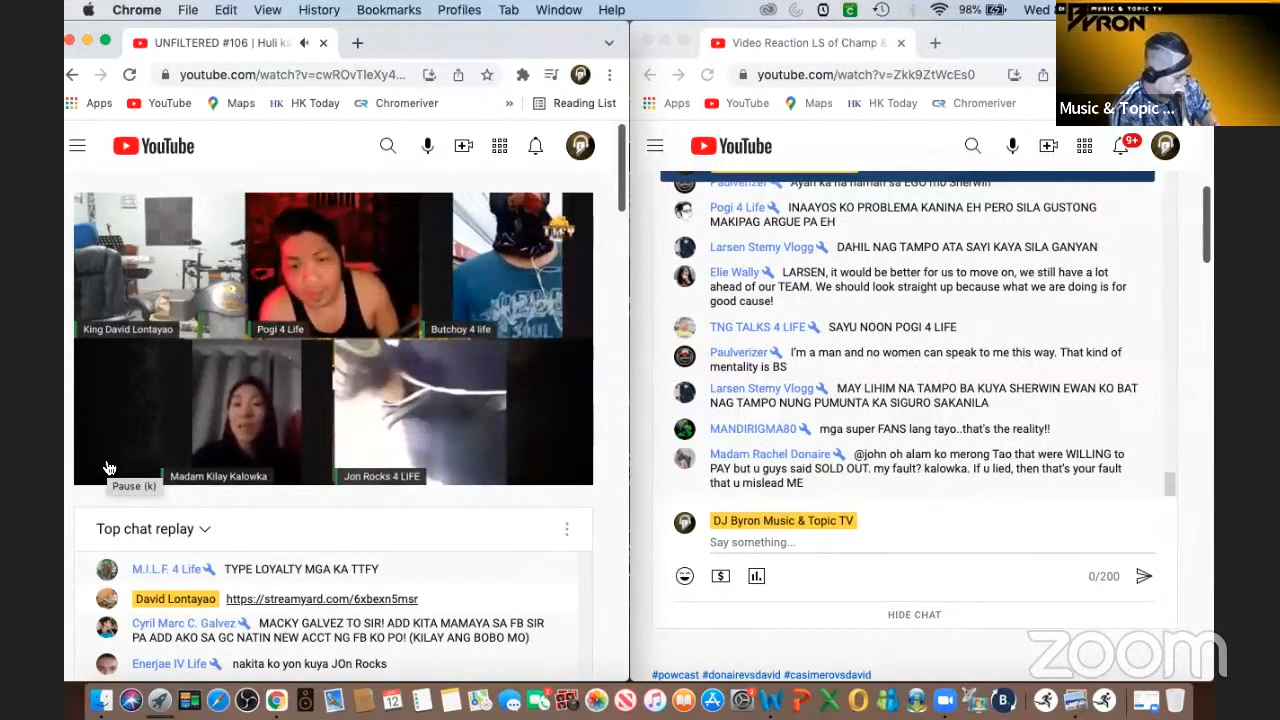 Chrome File Edit View History Bookmarks Profiles Tab Window Help
98%
Wed
UNFILTERED #106 | Huli ka
Video Reaction LS of Champ &
youtube.com/watch?v=cwROvTleXy4...
youtube.com/watch?v=Zkk9ZtWcEs0
MUSIC & TOPIC TV
BYRON
Music & Topic ...
Apps YouTube Maps HK Today Chromeriver » Reading List
Apps YouTube Maps HK Today Chromeriver
YouTube
YouTube
9+
King David Lontayao
Pogi 4 Life
Butchoy 4 life
Madam Kilay Kalowka
Jon Rocks 4 LIFE
Pause (k)
Top chat replay
M.I.L.F. 4 Life TYPE LOYALTY MGA KA TTFY
David Lontayao https://streamyard.com/6xbexn5msr
Cyril Marc C. Galvez MACKY GALVEZ TO SIR! ADD KITA MAMAYA SA FB SIR
PA ADD AKO SA GC NATIN NEW ACCT NG FB KO PO! (KILAY ANG BOBO MO)
Enerjae IV Life nakita ko yon kuya JOn Rocks
Paulverizer Ayan ka na naman sa EGO mo Sherwin
Pogi 4 Life INAAYOS KO PROBLEMA KANINA EH PERO SILA GUSTONG
MAKIPAG ARGUE PA EH
Larsen Stemy Vlogg DAHIL NAG TAMPO ATA SAYI KAYA SILA GANYAN
Elie Wally LARSEN, it would be better for us to move on, we still have a lot
ahead of our TEAM. We should look straight up because what we are doing is for
good cause!
TNG TALKS 4 LIFE SAYU NOON POGI 4 LIFE
Paulverizer I'm a man and no women can speak to me this way. That kind of
mentality is BS
Larsen Stemy Vlogg MAY LIHIM NA TAMPO BA KUYA SHERWIN EWAN KO BAT
NAG TAMPO NUNG PUMUNTA KA SIGURO SAKANILA
MANDIRIGMA80 mga super FANS lang tayo..that's the reality!!
Madam Rachel Donaire @john oh alam ko merong Tao that were WILLING to
PAY but u guys said SOLD OUT. my fault? kalowka. If u lied, then that's your fault
that u mislead ME
DJ Byron Music & Topic TV
Say something...
0/200
HIDE CHAT
#powcast #donairevsdavid #casimerovsdavid
zoom